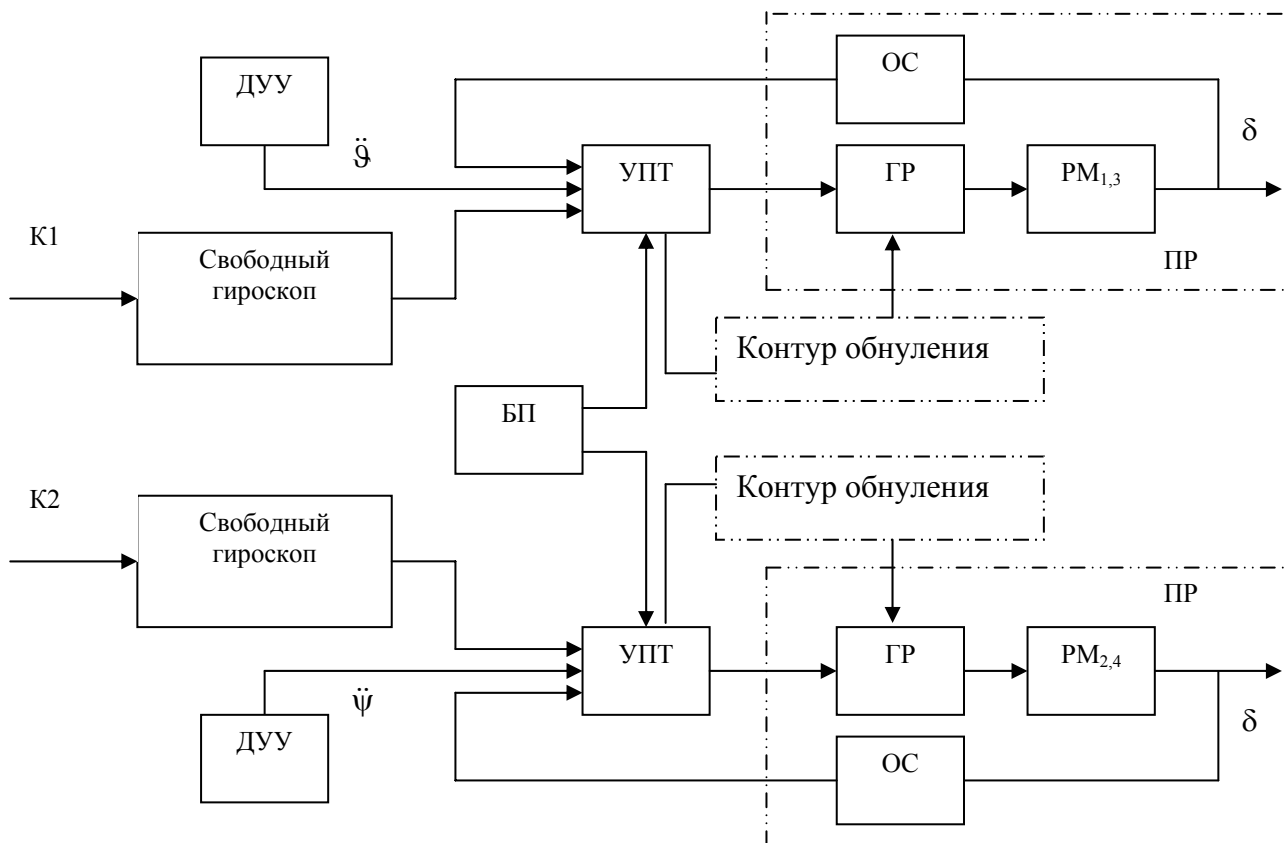 ДУУ
ОС
ϑ̈
δ
УПТ
ГР
РМ1,3
К1
Свободный
гироскоп
ПР
Контур обнуления
БП
Контур обнуления
К2
Свободный
гироскоп
ПР
УПТ
ГР
РМ2,4
ψ̈
δ
ДУУ
ОС